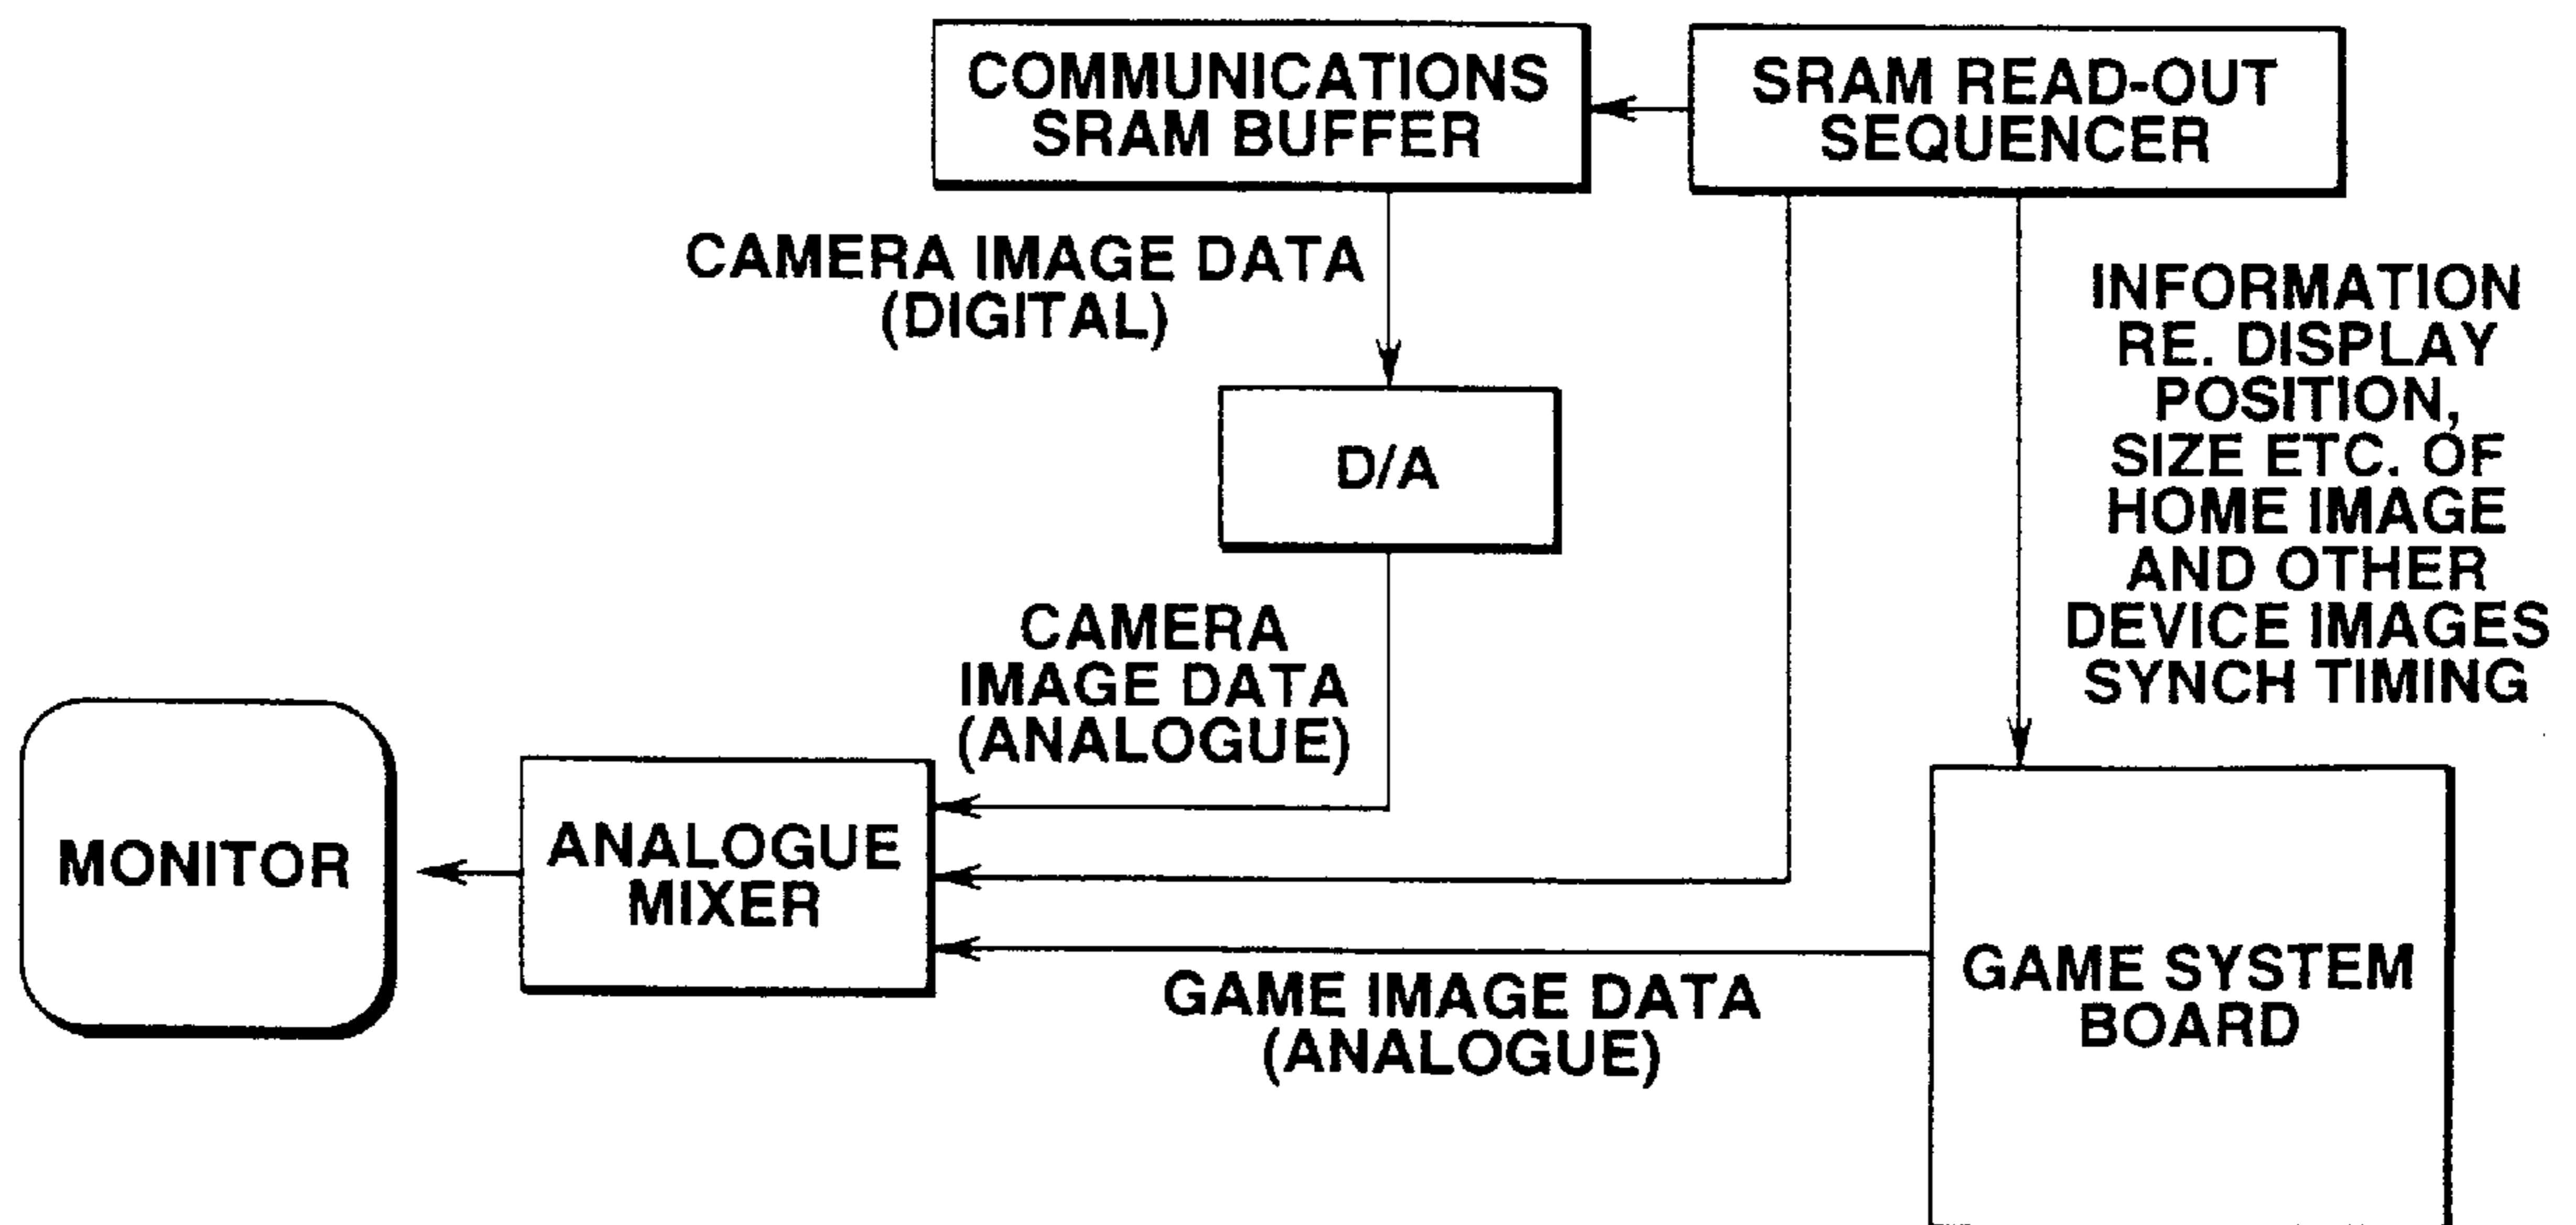 COMMUNICATIONS
SRAM BUFFER
SRAM READ-OUT
SEQUENCER
CAMERA IMAGE DATA
(DIGITAL)
INFORMATION
RE. DISPLAY
POSITION,
SIZE ETC. OF
HOME IMAGE
AND OTHER
DEVICE IMAGES
SYNCH TIMING
D/A
CAMERA
IMAGE DATA
(ANALOGUE)
MONITOR
ANALOGUE
MIXER
GAME IMAGE DATA
(ANALOGUE)
GAME SYSTEM
BOARD